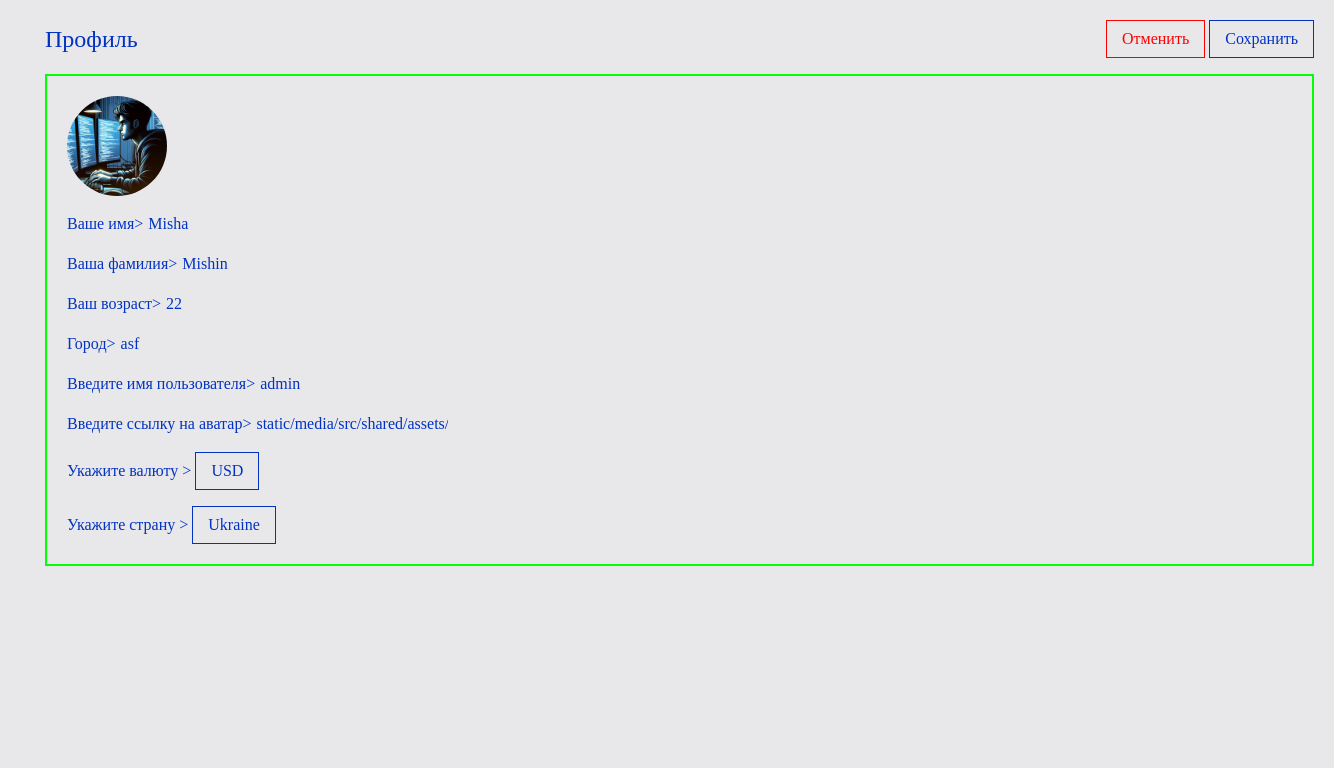 Профиль
Отменить
Сохранить
Ваше имя> Misha
Ваша фамилия> Mishin
Ваш возраст> 22
Город> asf
Введите имя пользователя> admin
Введите ссылку на аватар> static/media/src/shared/assets/
Укажите валюту > USD
Укажите страну > Ukraine